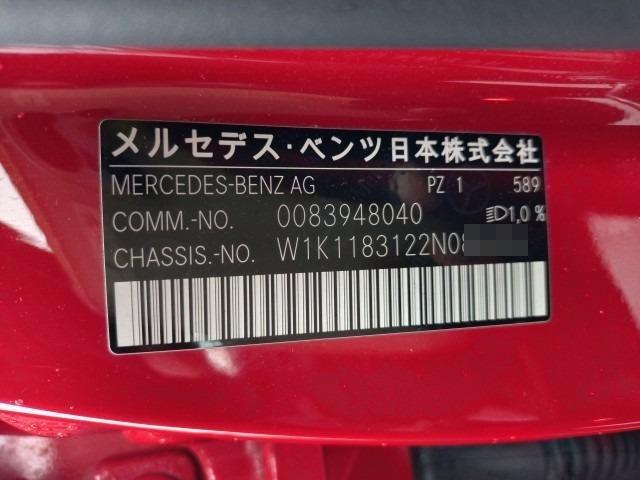 メルセデス・ベンツ日本株式会社
MERCEDES-BENZ AG PZ 1 589
COMM.-NO. 0083948040 1,0 %
CHASSIS.-NO. W1K1183122N08